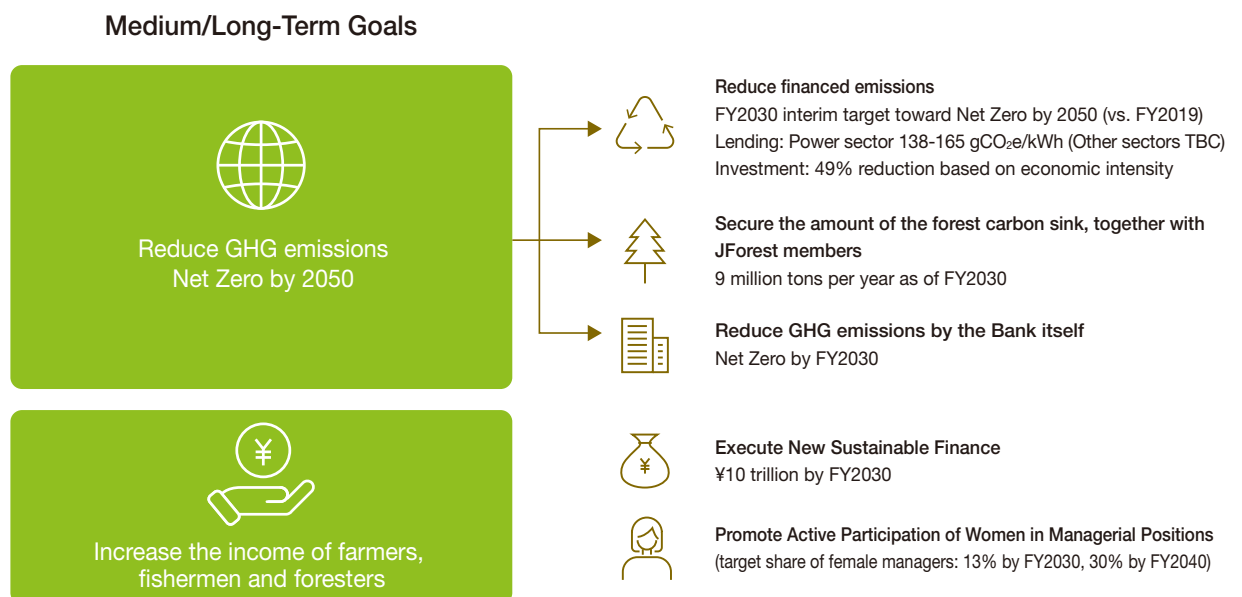 Medium/Long-Term Goals
Reduce GHG emissions
Net Zero by 2050
Reduce financed emissions
FY2030 interim target toward Net Zero by 2050 (vs. FY2019)
Lending: Power sector 138-165 gCO₂e/kWh (Other sectors TBC)
Investment: 49% reduction based on economic intensity
Secure the amount of the forest carbon sink, together with
JForest members
9 million tons per year as of FY2030
Reduce GHG emissions by the Bank itself
Net Zero by FY2030
¥
Increase the income of farmers,
fishermen and foresters
¥
Execute New Sustainable Finance
¥10 trillion by FY2030
Promote Active Participation of Women in Managerial Positions
(target share of female managers: 13% by FY2030, 30% by FY2040)